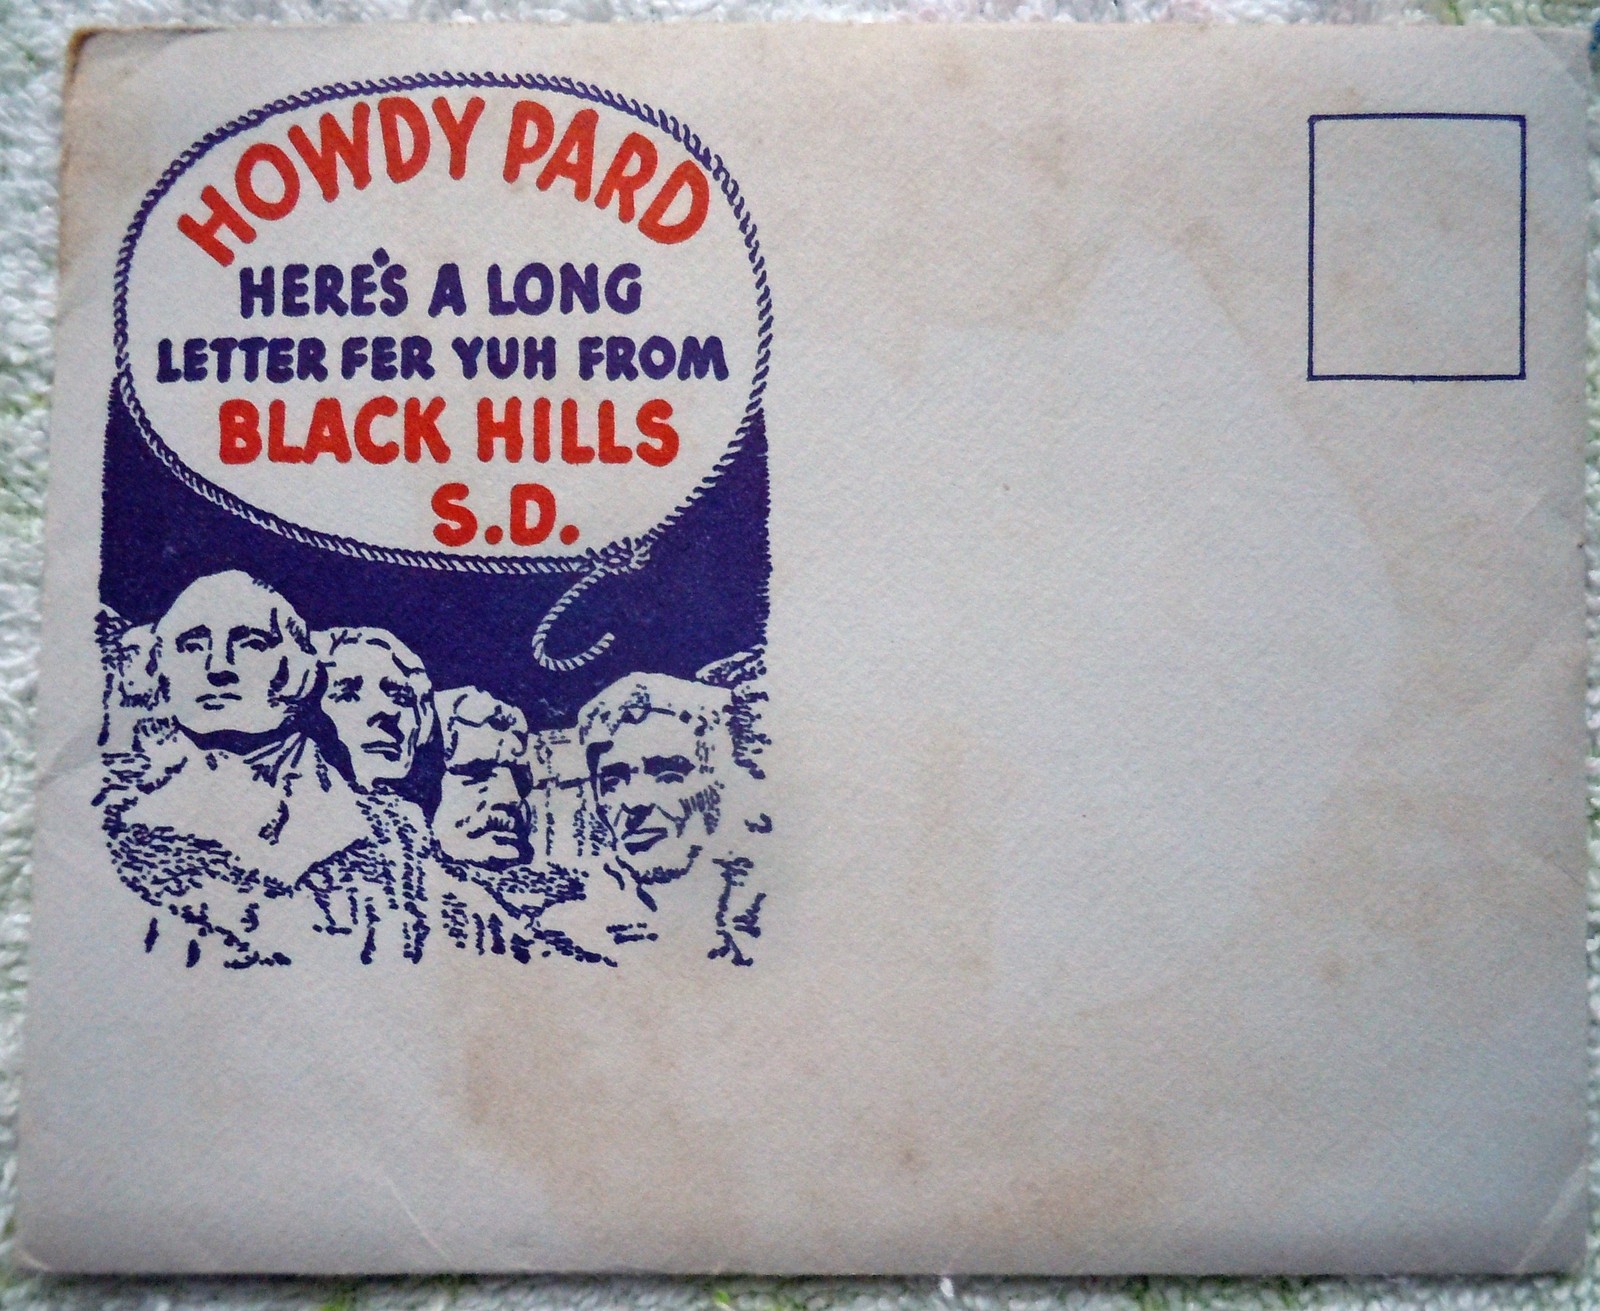 HOWDY PARD
HERE'S A LONG
LETTER FER YUH FROM
BLACK HILLS
S.D.